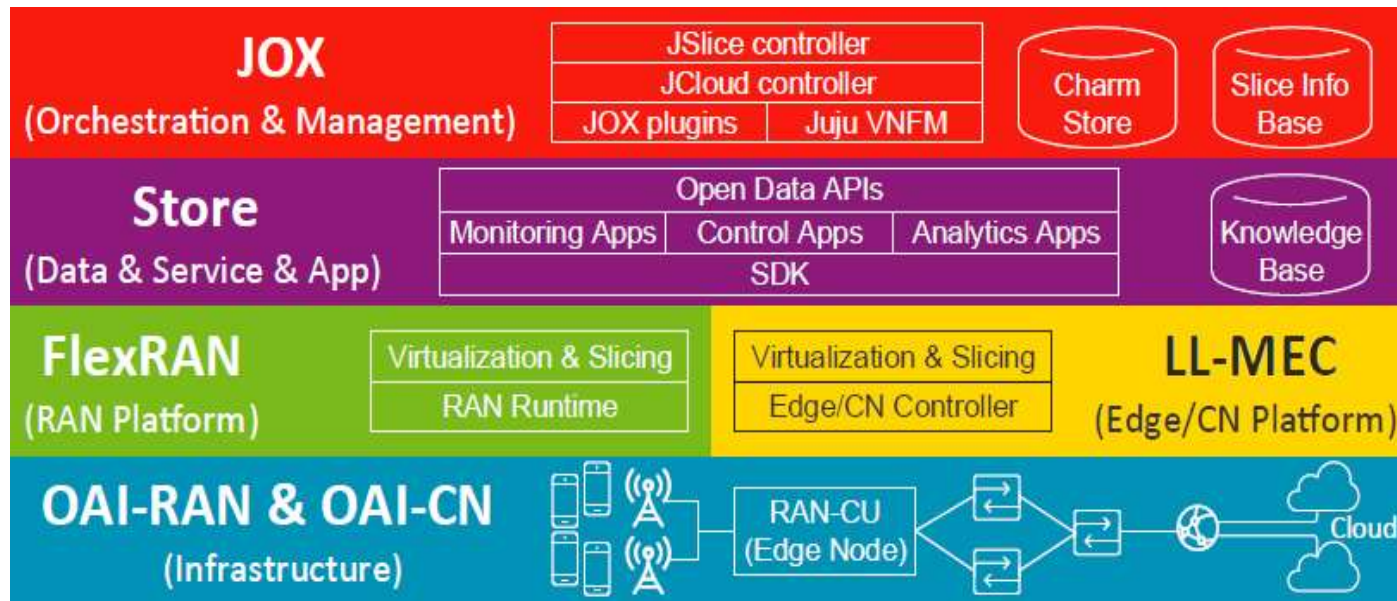 JOX
(Orchestration & Management)
JSlice controller
JCloud controller
JOX plugins
Juju VNFM
Charm
Store
Slice Info
Base
Store
(Data & Service & App)
Open Data APIs
Monitoring Apps
Control Apps
Analytics Apps
SDK
Knowledge
Base
FlexRAN
(RAN Platform)
Virtualization & Slicing
RAN Runtime
Virtualization & Slicing
Edge/CN Controller
LL-MEC
(Edge/CN Platform)
OAI-RAN & OAI-CN
(Infrastructure)
RAN-CU
(Edge Node)
Cloud